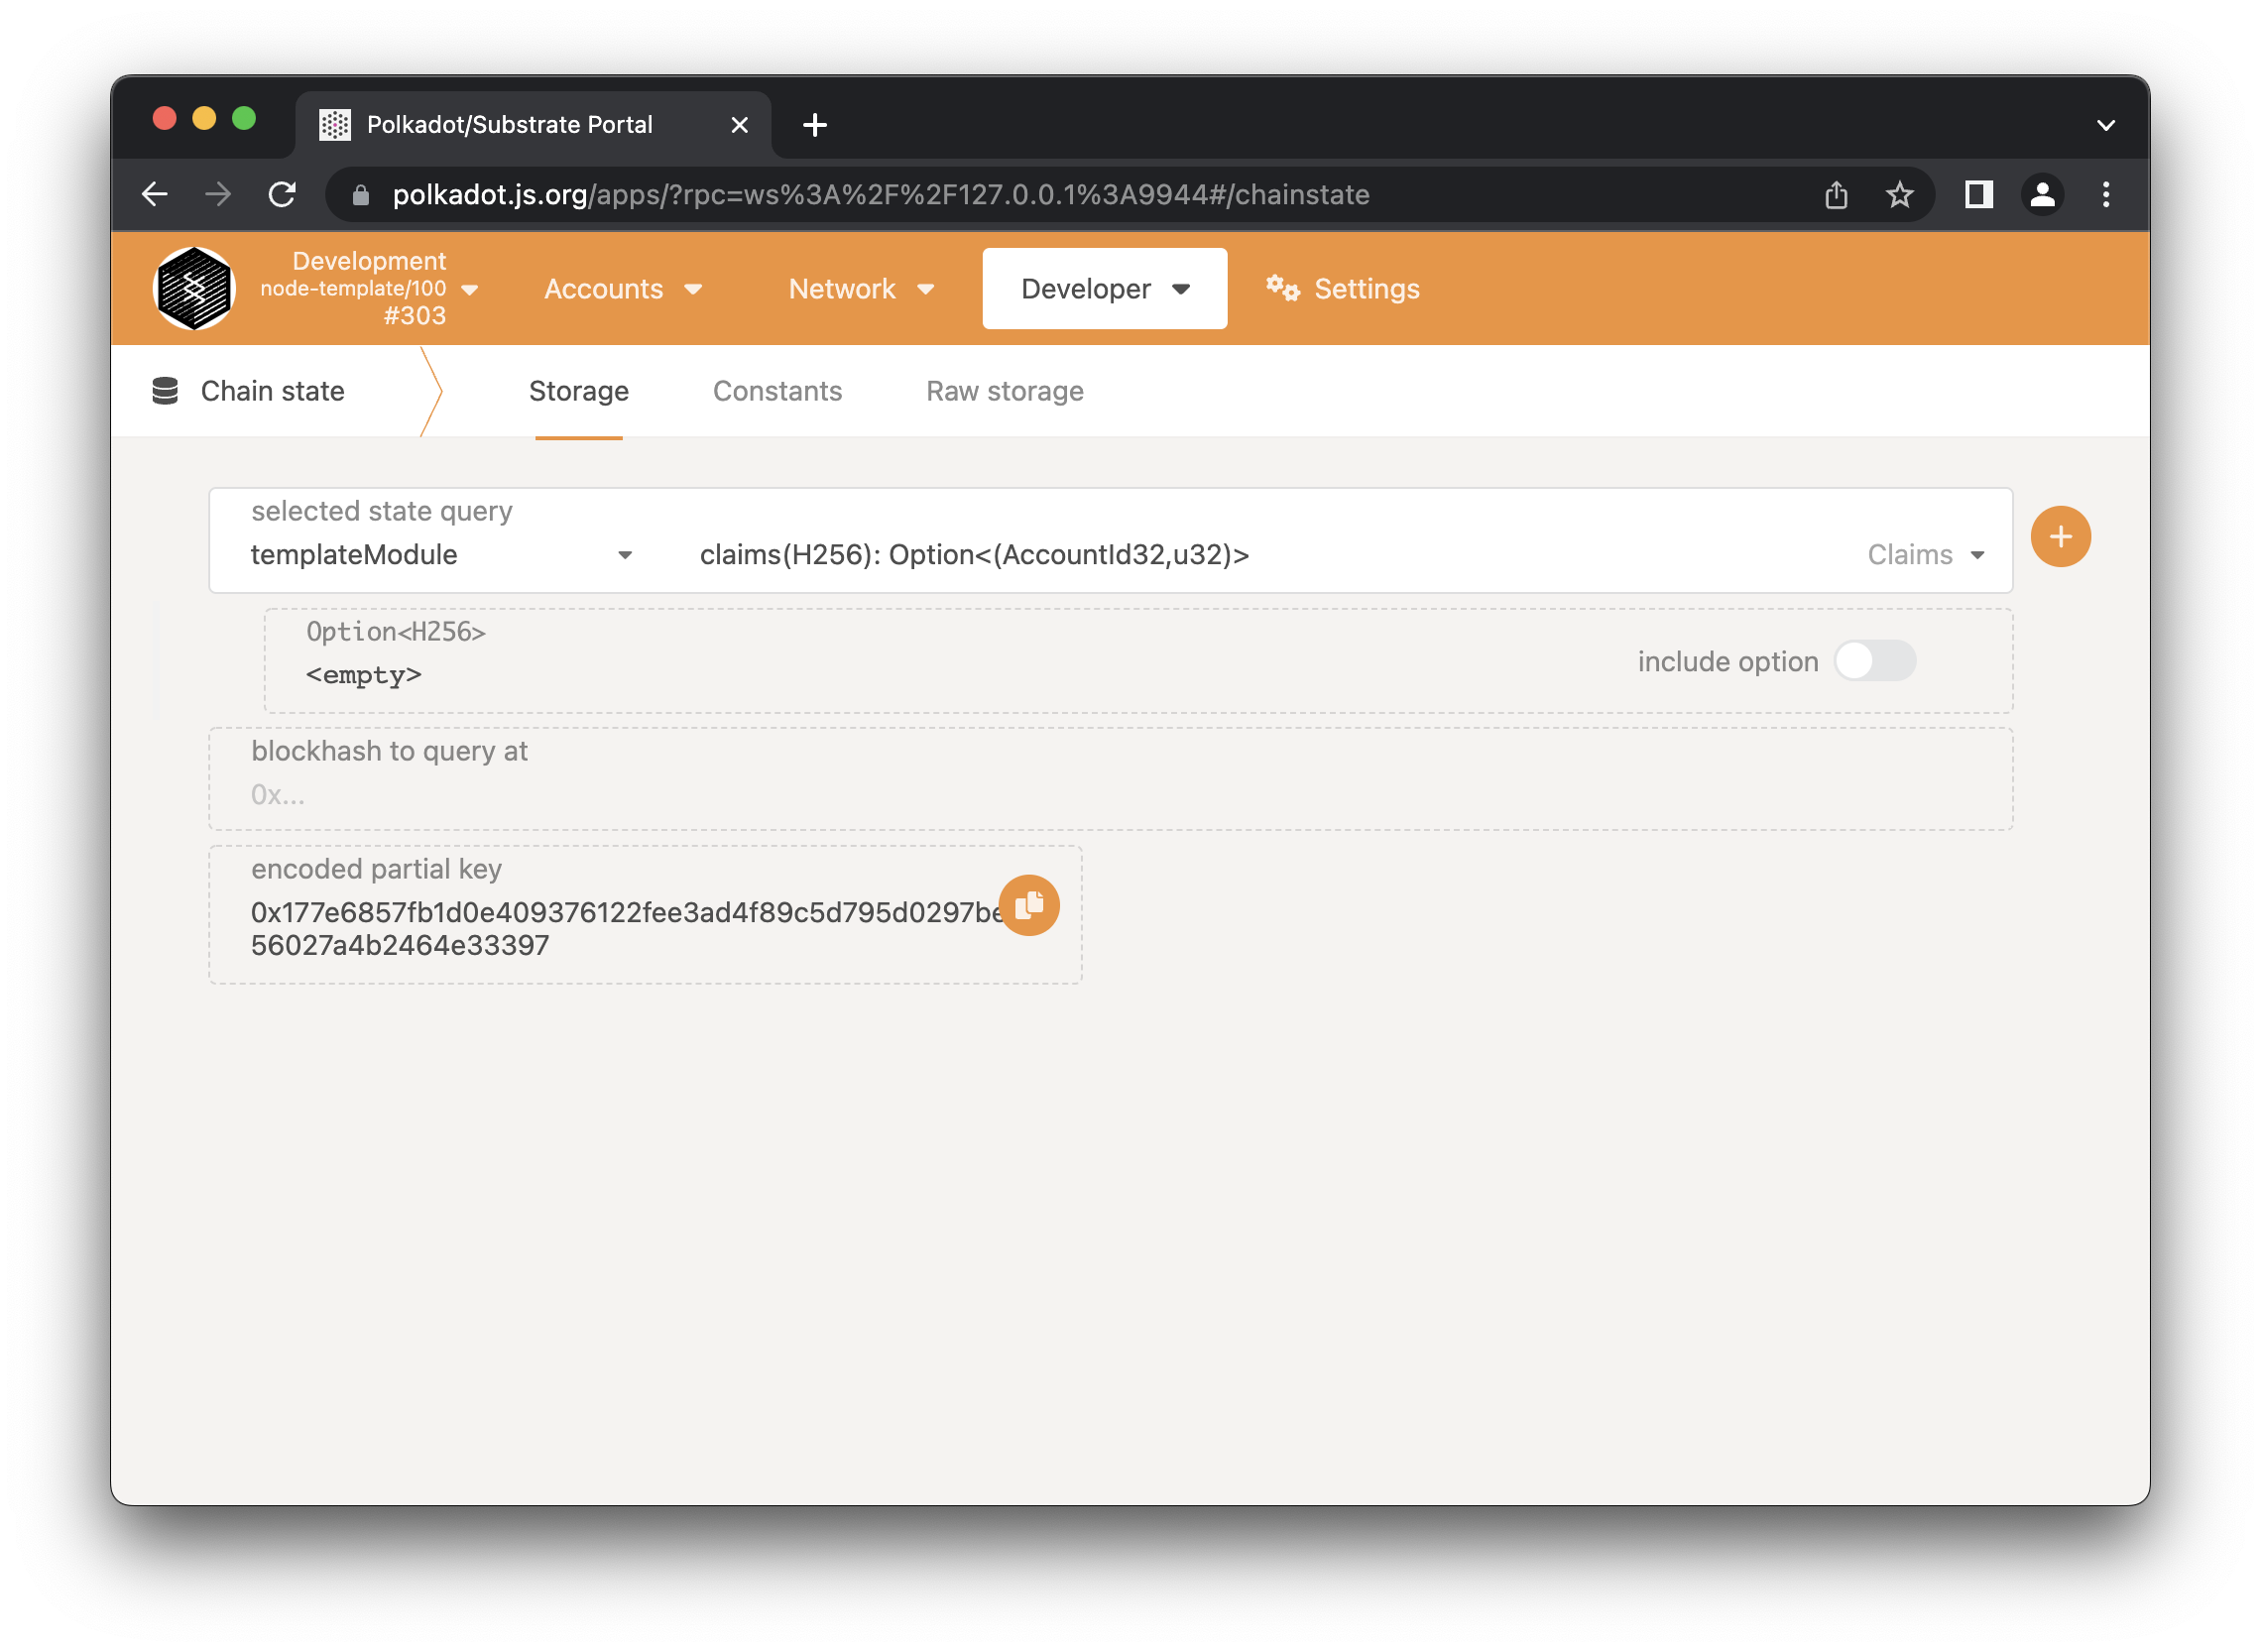 Polkadot/Substrate Portal
polkadot.js.org/apps/?rpc=ws%3A%2F%2F127.0.0.1%3A9944#/chainstate
Development
node-template/100
#303
Accounts
Network
Developer
Settings
Chain state
Storage
Constants
Raw storage
selected state query
templateModule
claims(H256): Option<(AccountId32,u32)>
Claims
Option<H256>
<empty>
include option
blockhash to query at
0x...
encoded partial key
0x177e6857fb1d0e409376122fee3ad4f89c5d795d0297be
56027a4b2464e33397